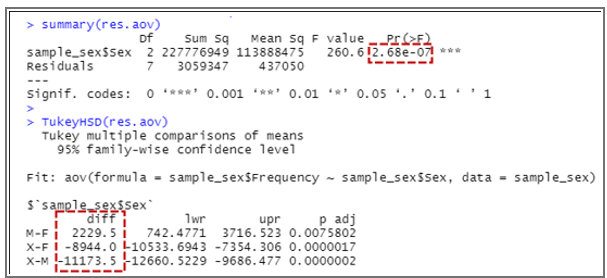 > summary(res.aov)
Df Sum Sq Mean Sq F value Pr(>F)
sample_sex$Sex 2 227776949 113888475 260.6 2.68e-07 ***
Residuals 7 3059347 437050
---
Signif. codes: 0 ‘***’ 0.001 ‘**’ 0.01 ‘*’ 0.05 ‘.’ 0.1 ‘ ’ 1
>
> TukeyHSD(res.aov)
Tukey multiple comparisons of means
95% family-wise confidence level
Fit: aov(formula = sample_sex$Frequency ~ sample_sex$Sex, data = sample_sex)
$`sample_sex$Sex`
diff lwr upr p adj
M-F 2229.5 742.4771 3716.523 0.0075802
X-F -8944.0 -10533.6943 -7354.306 0.0000017
X-M -11173.5 -12660.5229 -9686.477 0.0000002